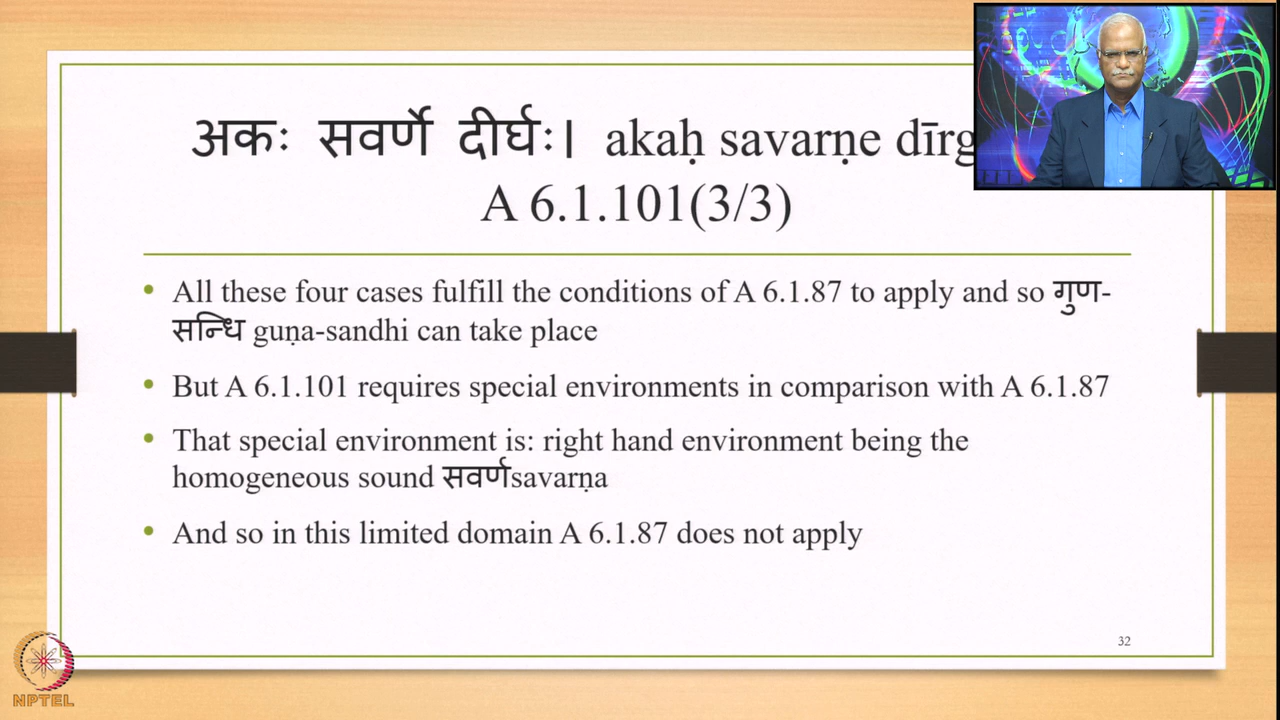 अकः सवर्णे दीर्घः। akaḥ savarṇe dīrg
A 6.1.101(3/3)
• All these four cases fulfill the conditions of A 6.1.87 to apply and so गुण-
सन्धि guṇa-sandhi can take place
• But A 6.1.101 requires special environments in comparison with A 6.1.87
• That special environment is: right hand environment being the
homogeneous sound सवर्णsavarṇa
• And so in this limited domain A 6.1.87 does not apply
32
NPTEL